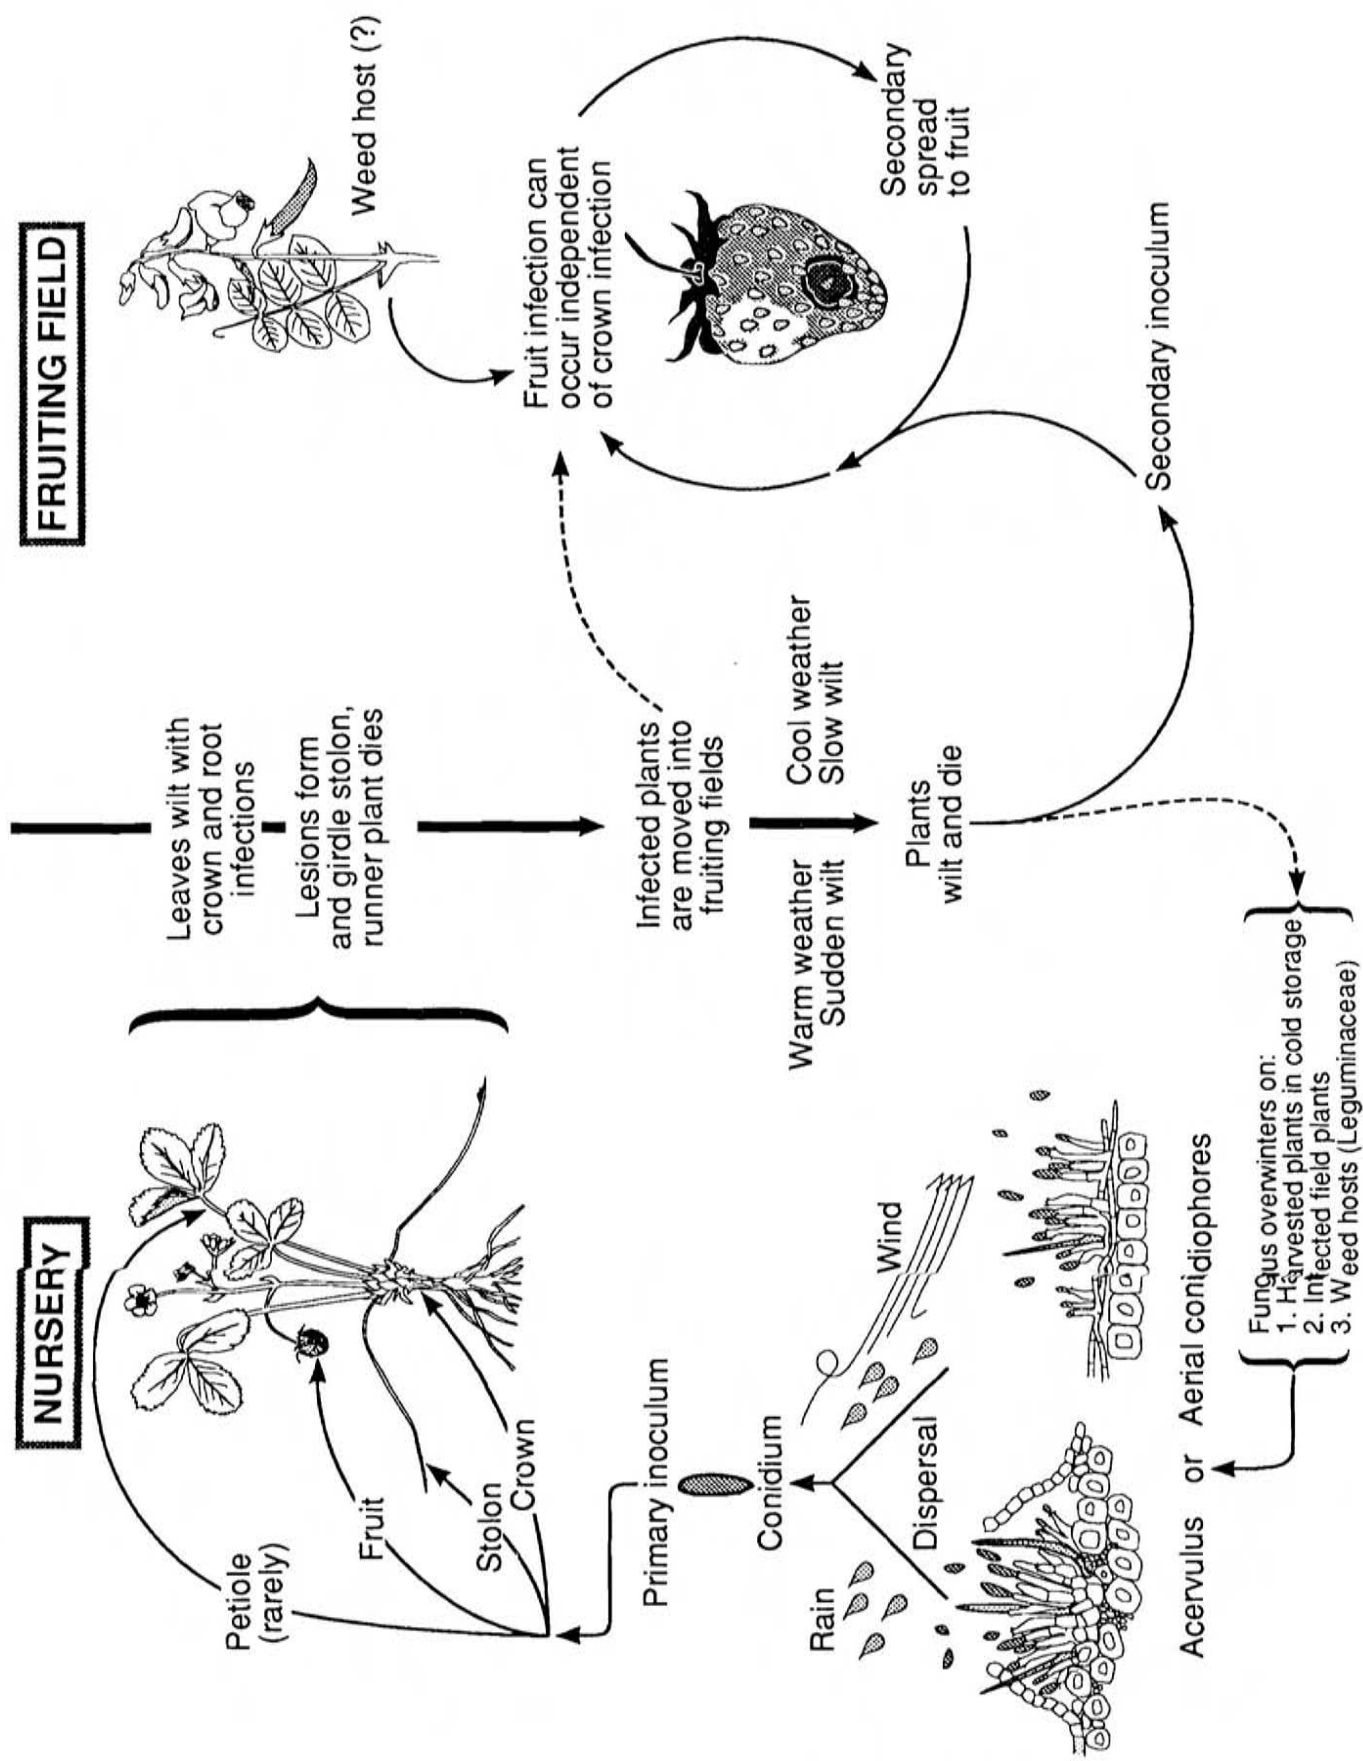 NURSERY
FRUITING FIELD
Petiole
(rarely)
Fruit
Stolon
Crown
Primary inoculum
Conidium
Rain
Dispersal
Wind
Acervulus or Aerial conidiophores
Leaves wilt with
crown and root
infections
Lesions form
and girdle stolon,
runner plant dies
Infected plants
are moved into
fruiting fields
Warm weather
Sudden wilt
Cool weather
Slow wilt
Plants
wilt and die
Fungus overwinters on:
1. Harvested plants in cold storage
2. Infected field plants
3. Weed hosts (Leguminaceae)
Weed host (?)
Fruit infection can
occur independent
of crown infection
Secondary
spread
to fruit
Secondary inoculum